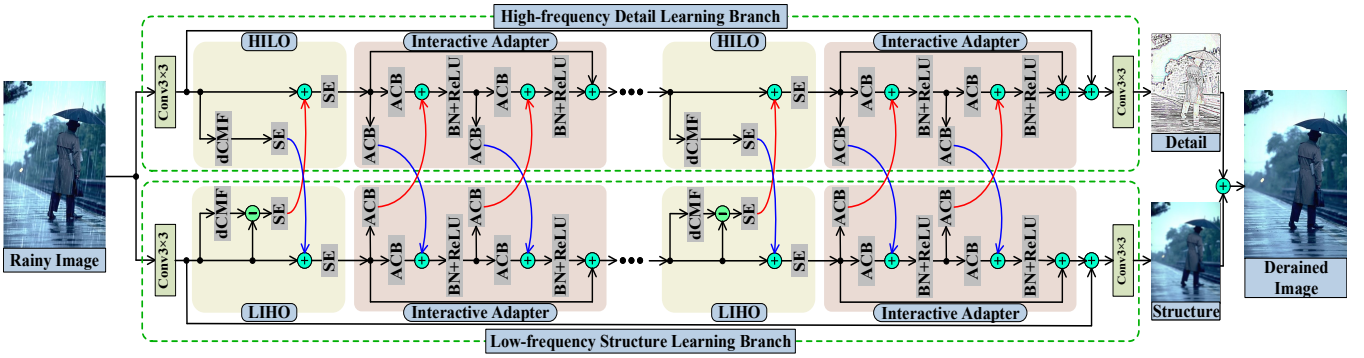 High-frequency Detail Learning Branch
HILO
Interactive Adapter
HILO
Interactive Adapter
Conv3×3
SE
ACB
BN+ReLU
ACB
BN+ReLU
SE
ACB
BN+ReLU
ACB
BN+ReLU
Conv3×3
dCMF
SE
ACB
ACB
dCMF
SE
ACB
ACB
Detail
dCMF
SE
ACB
ACB
dCMF
SE
ACB
ACB
Conv3×3
SE
ACB
BN+ReLU
ACB
BN+ReLU
SE
ACB
BN+ReLU
ACB
BN+ReLU
Conv3×3
Rainy Image
Structure
Derained
Image
LIHO
Interactive Adapter
LIHO
Interactive Adapter
Low-frequency Structure Learning Branch